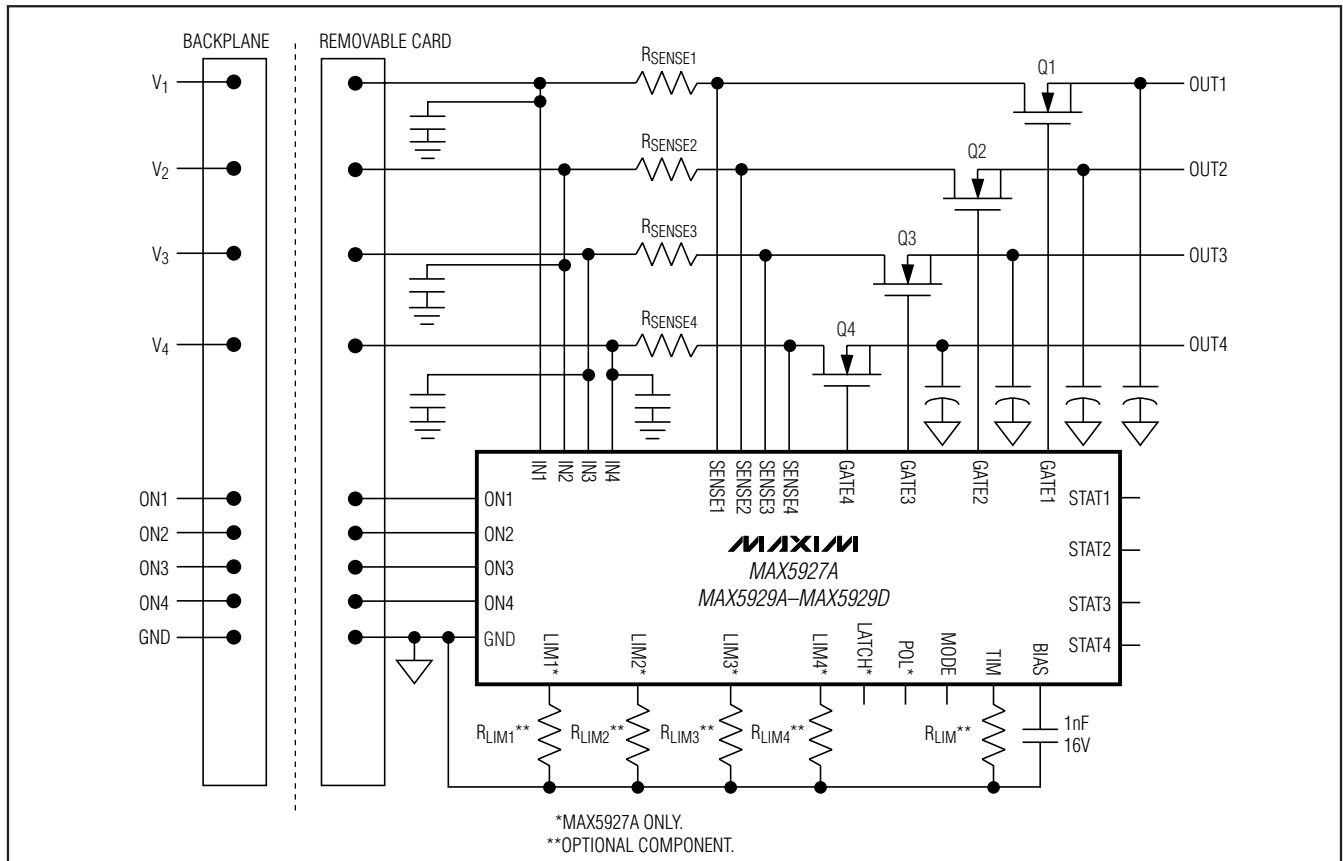 BACKPLANE
REMOVABLE CARD
RSENSE1
Q1
V1
OUT1
RSENSE2
Q2
V2
OUT2
RSENSE3
Q3
V3
OUT3
RSENSE4
Q4
V4
OUT4
IN1
IN2
IN3
IN4
SENSE1
SENSE2
SENSE3
SENSE4
GATE4
GATE3
GATE2
GATE1
ON1
ON1
STAT1
ON2
ON2
STAT2
ON3
ON3
STAT3
ON4
ON4
STAT4
GND
GND
MAXIM
MAX5927A
MAX5929A–MAX5929D
LIM1*
LIM2*
LIM3*
LIM4*
LATCH*
POL*
MODE
TIM
BIAS
RLIM1**
RLIM2**
RLIM3**
RLIM4**
RLIM**
1nF
16V
*MAX5927A ONLY.
**OPTIONAL COMPONENT.